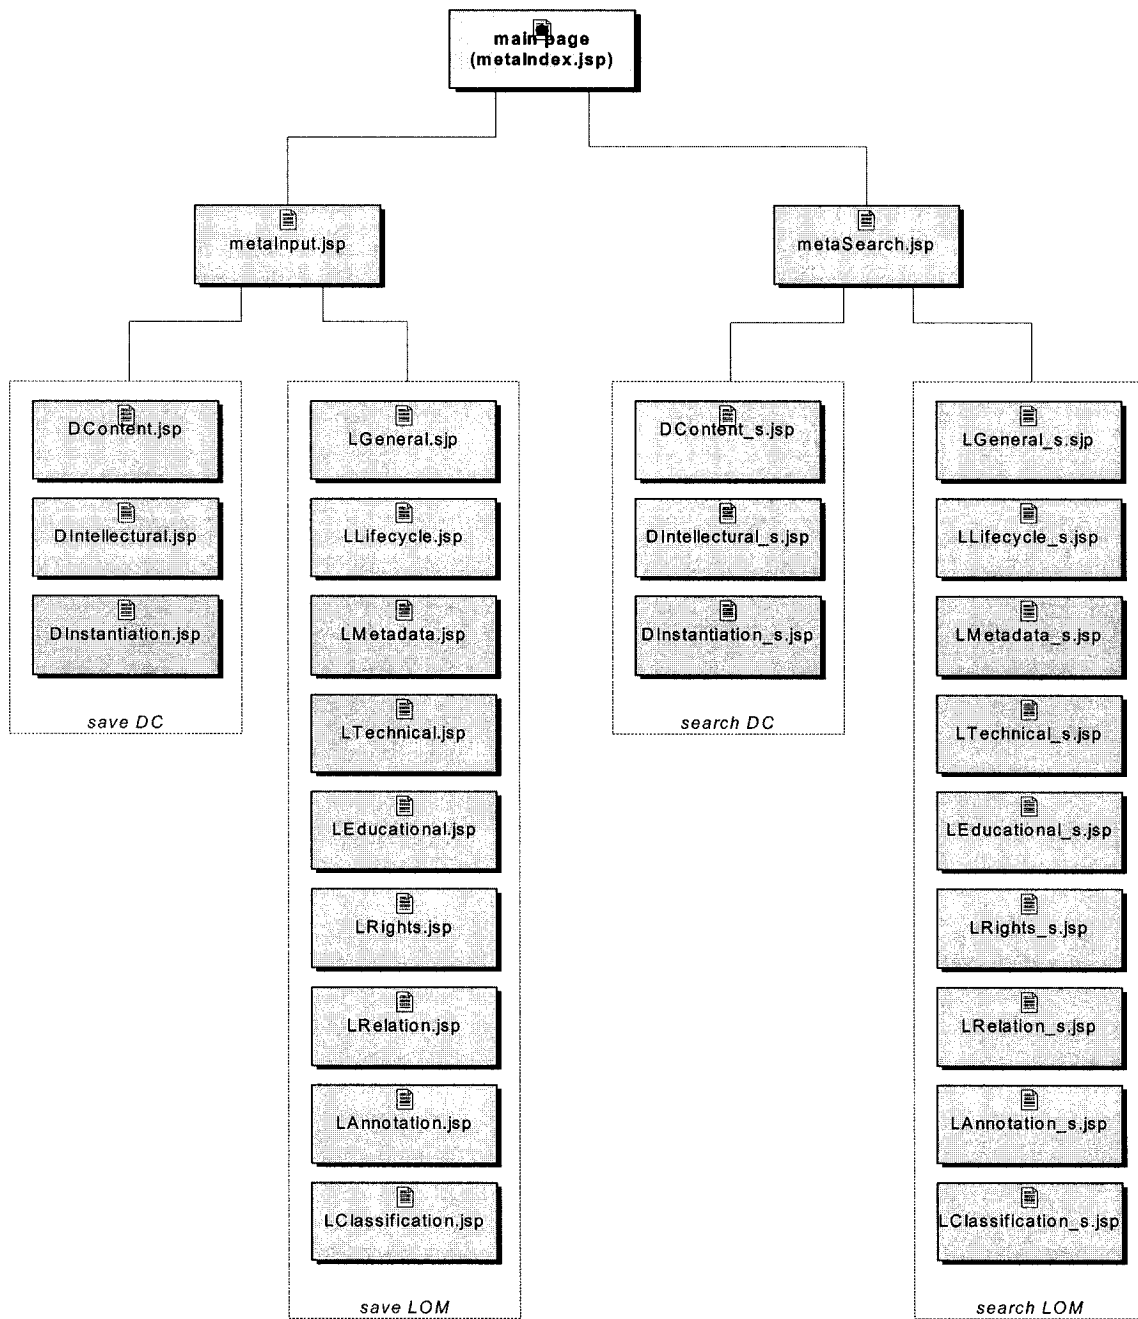 main page
(metaIndex.jsp)
metaInput.jsp
metaSearch.jsp
DContent.jsp
DIntellectural.jsp
DInstantiation.jsp
save DC
LGeneral.sjp
LLifecycle.jsp
LMetadata.jsp
LTechnical.jsp
LEducational.jsp
LRights.jsp
LRelation.jsp
LAnnotation.jsp
LClassification.jsp
save LOM
DContent_s.jsp
DIntellectural_s.jsp
DInstantiation_s.jsp
search DC
LGeneral_s.sjp
LLifecycle_s.jsp
LMetadata_s.jsp
LTechnical_s.jsp
LEducational_s.jsp
LRights_s.jsp
LRelation_s.jsp
LAnnotation_s.jsp
LClassification_s.jsp
search LOM